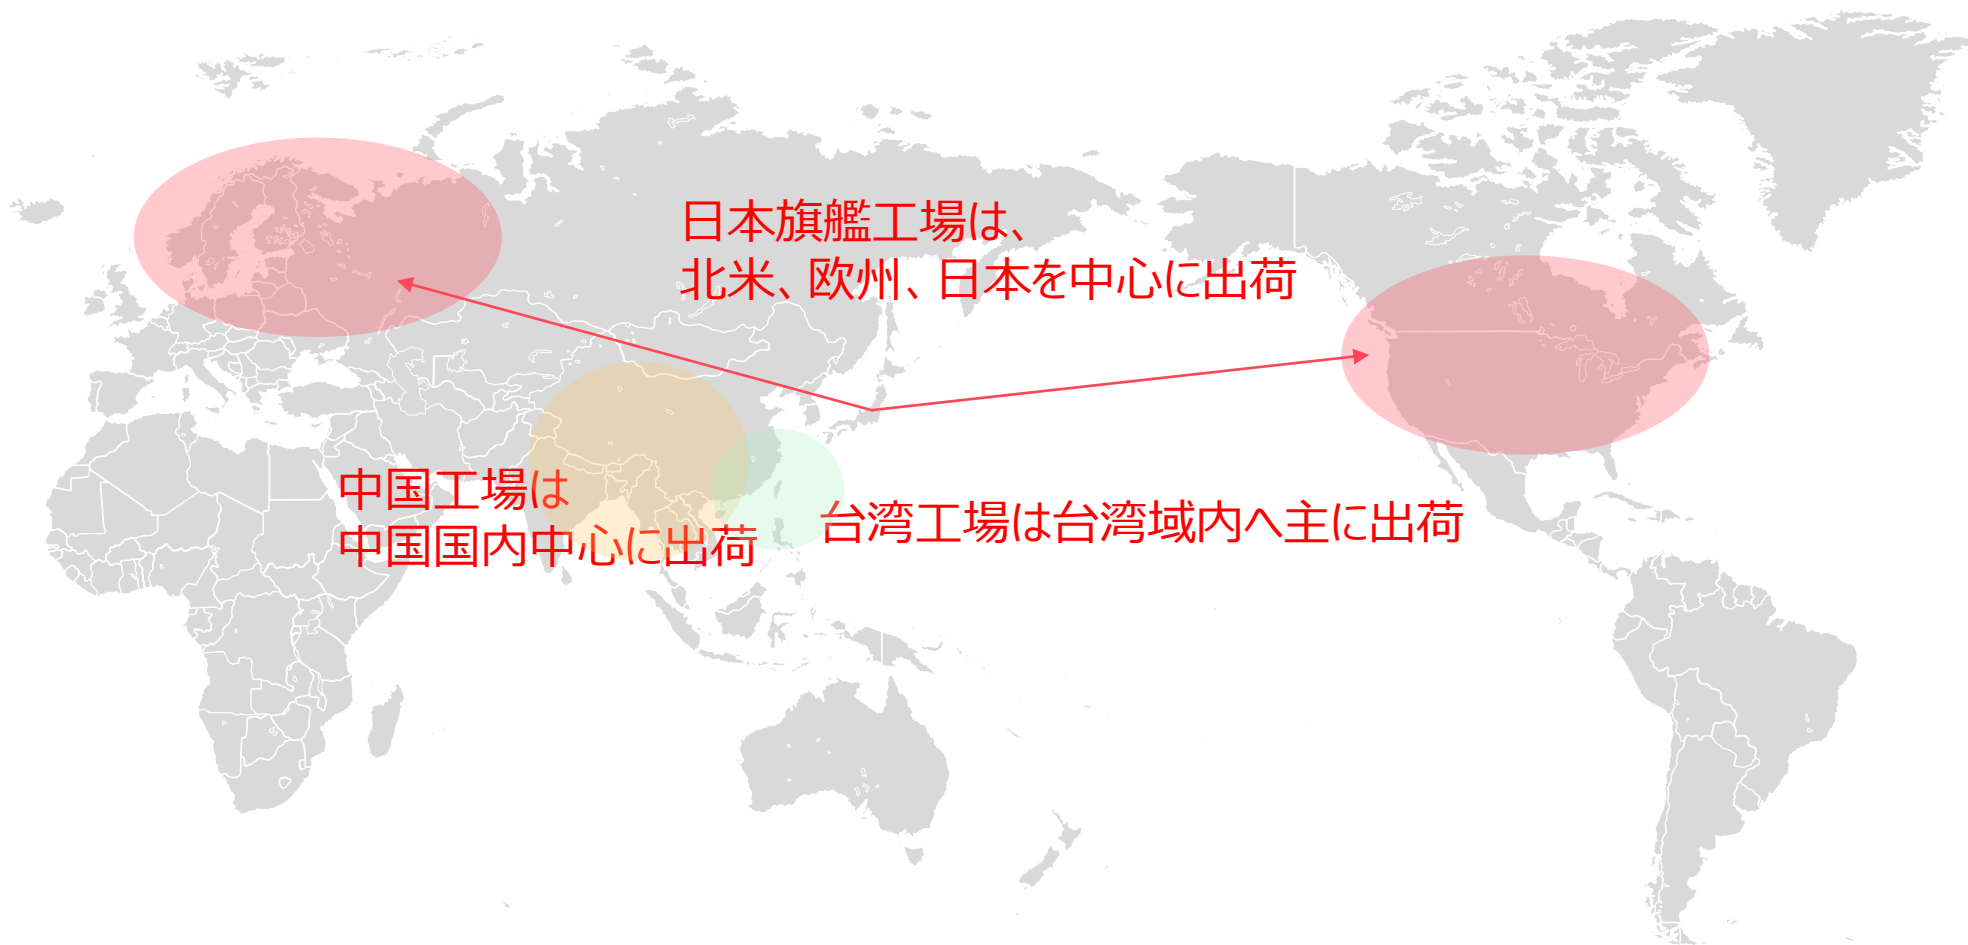 日本旗艦工場は、
北米、欧州、日本を中心に出荷
中国工場は
中国国内中心に出荷
台湾工場は台湾域内へ主に出荷